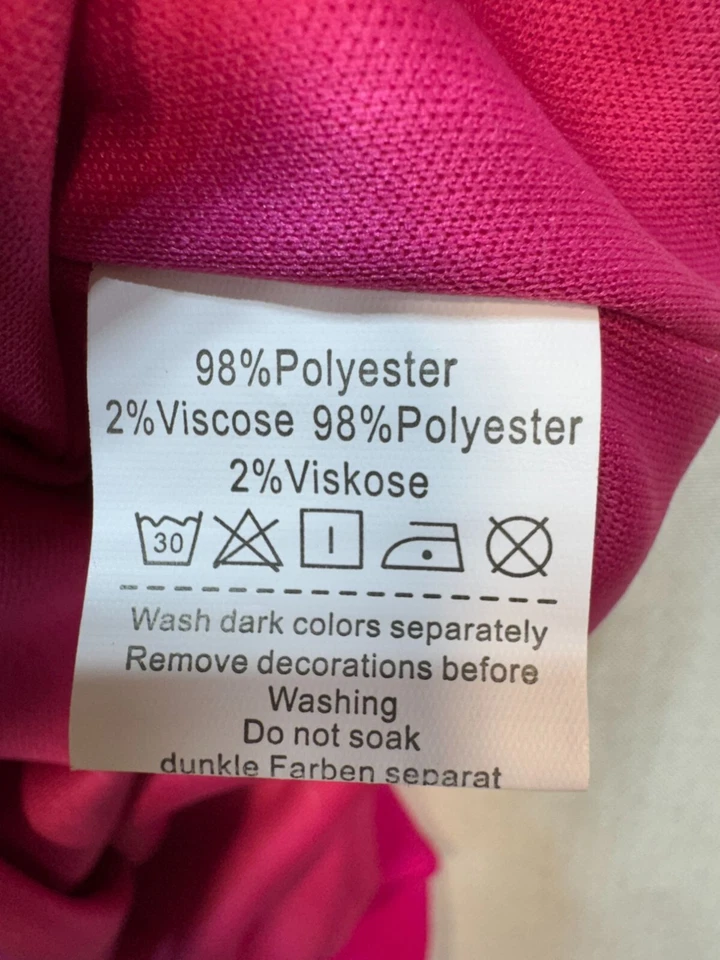 98%Polyester
2%Viscose 98%Polyester
2%Viskose
30
Wash dark colors separately
Remove decorations before
Washing
Do not soak
dunkle Farben separat